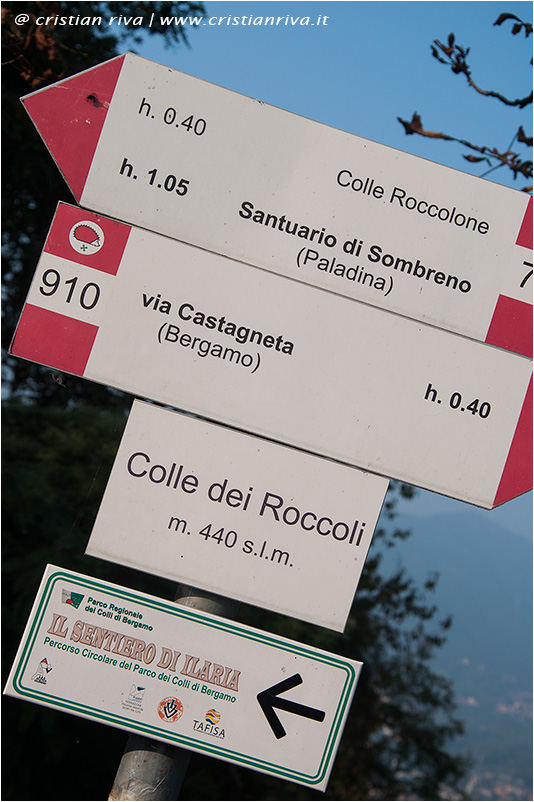 @ cristian riva | www.cristianriva.it
h. 0.40
Colle Roccolone
h. 1.05
Santuario di Sombreno
(Paladina)
7
910
via Castagneta
(Bergamo)
h. 0.40
Colle dei Roccoli
m. 440 s.l.m.
Parco Regionale
dei Colli di Bergamo
IL SENTIERO DI ILARIA
Percorso Circolare del Parco dei Colli di Bergamo
TAFISA